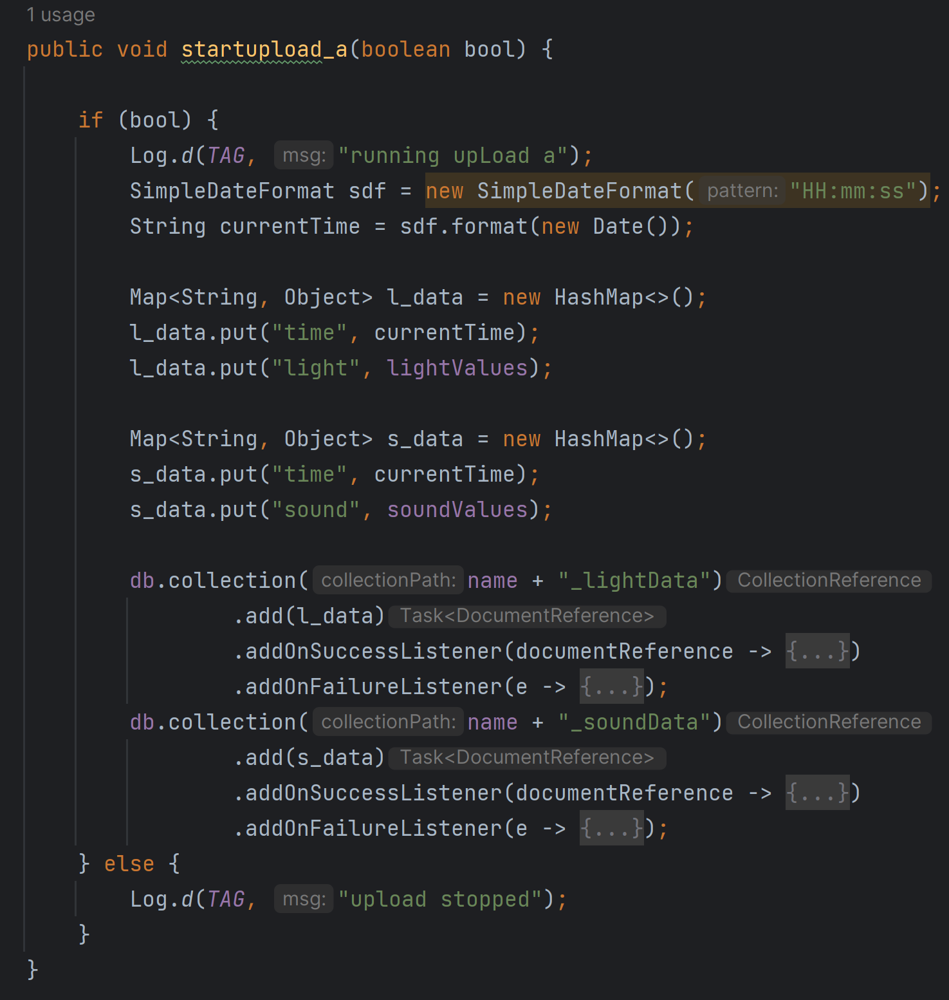 1 usage
public void startupload_a(boolean bool) {
if (bool) {
Log.d(TAG, msg: "running upLoad a");
SimpleDateFormat sdf = new SimpleDateFormat( pattern: "HH:mm:ss");
String currentTime = sdf.format(new Date());
Map<String, Object> l_data = new HashMap<>();
l_data.put("time", currentTime);
l_data.put("light", lightValues);
Map<String, Object> s_data = new HashMap<>();
s_data.put("time", currentTime);
s_data.put("sound", soundValues);
db.collection( collectionPath: name + "_lightData") CollectionReference
.add(l_data) Task<DocumentReference>
.addOnSuccessListener(documentReference -> {...})
.addOnFailureListener(e -> {...});
db.collection( collectionPath: name + "_soundData") CollectionReference
.add(s_data) Task<DocumentReference>
.addOnSuccessListener(documentReference -> {...})
.addOnFailureListener(e -> {...});
} else {
Log.d(TAG, msg: "upload stopped");
}
}